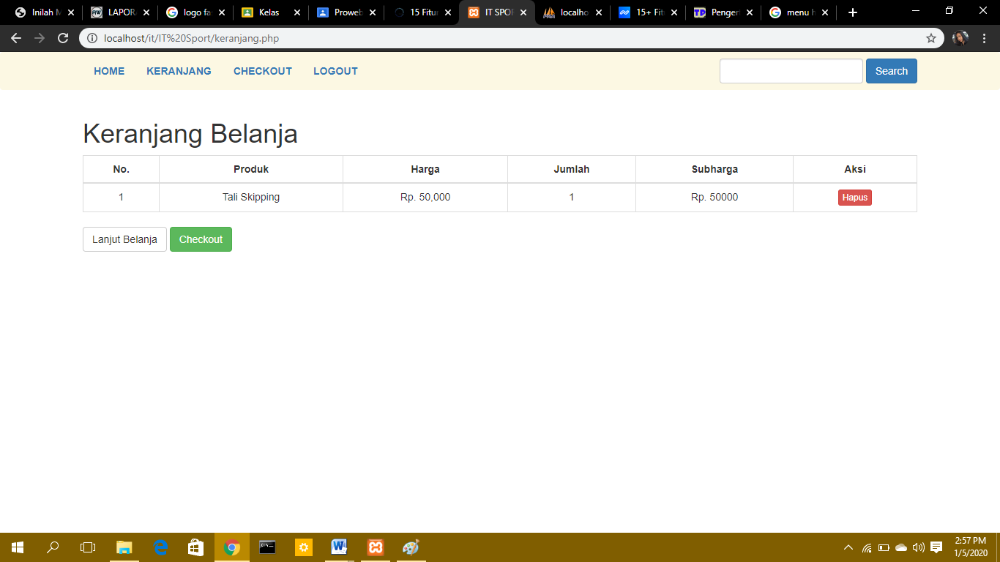 Inilah M LAPOR logo fa Kelas Proweb 15 Fitur IT SPOR localho 15+ Fit Penger menu h
localhost/it/IT%20Sport/keranjang.php
HOME KERANJANG CHECKOUT LOGOUT Search
Keranjang Belanja
No. Produk Harga Jumlah Subharga Aksi
1 Tali Skipping Rp. 50,000 1 Rp. 50000 Hapus
Lanjut Belanja Checkout
2:57 PM
1/5/2020